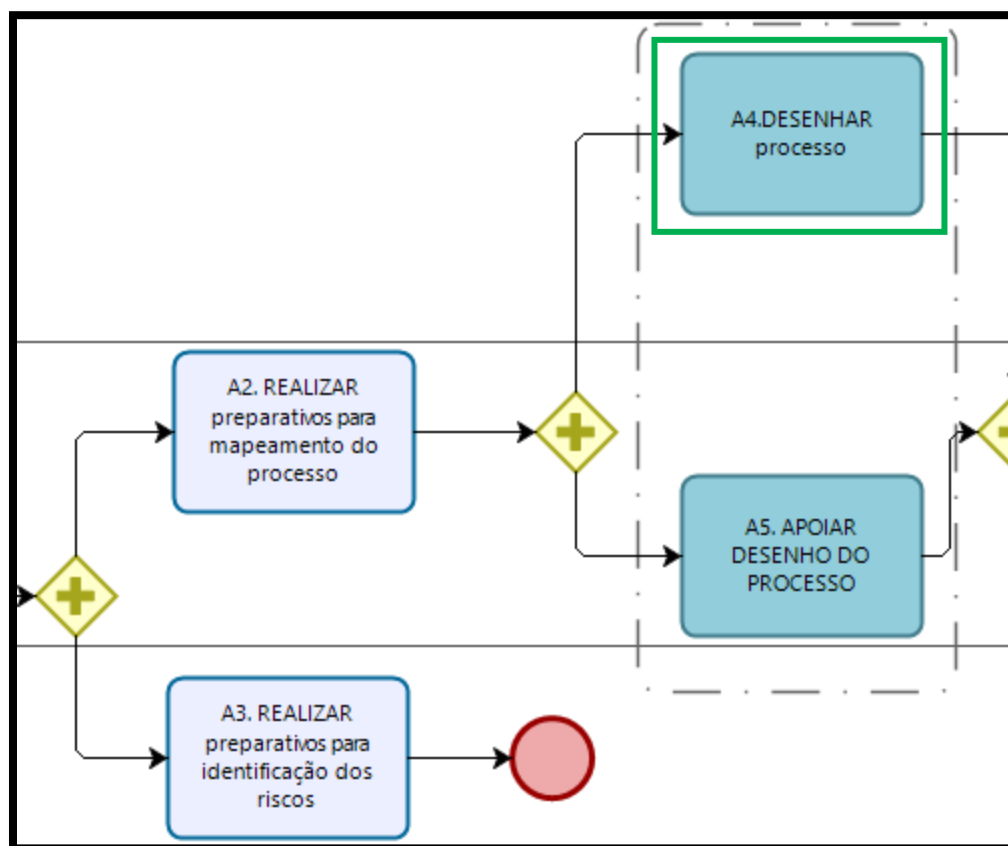 A4.DESENHAR
processo
A2. REALIZAR
preparativos para
mapeamento do
processo
A5. APOIAR
DESENHO DO
PROCESSO
A3. REALIZAR
preparativos para
identificação dos
riscos